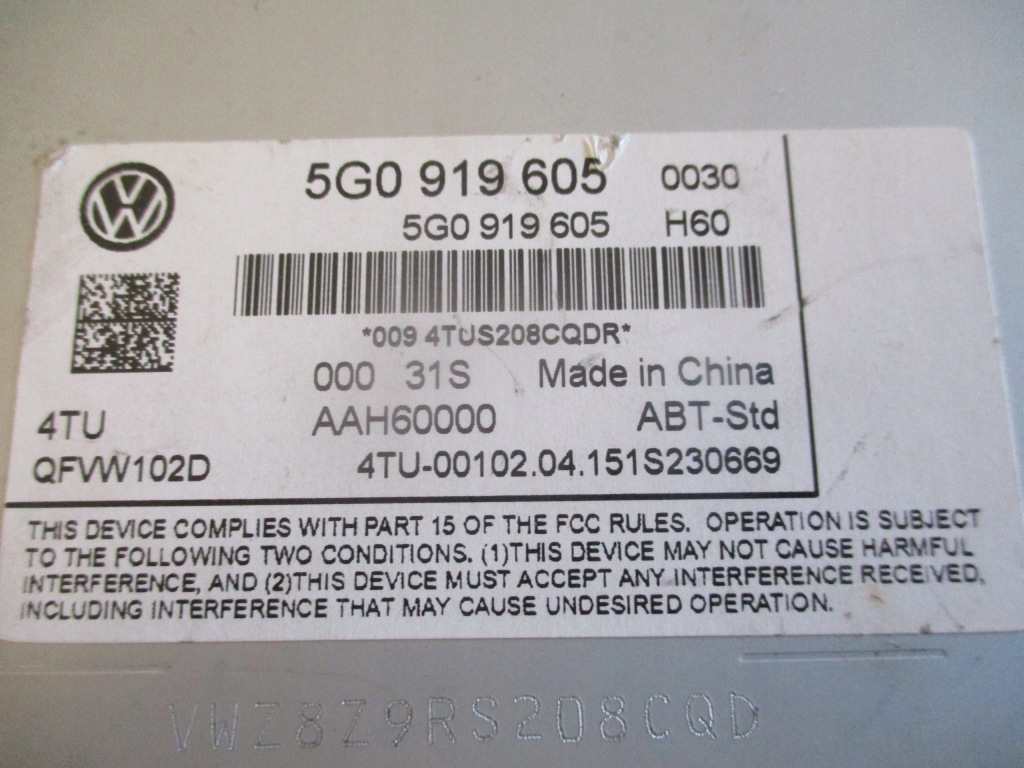 5G0 919 605 0030
5G0 919 605 H60
*009 4TUS208CQDR*
000 31S Made in China
4TU AAH60000 ABT-Std
QFVW102D 4TU-00102.04.151S230669
THIS DEVICE COMPLIES WITH PART 15 OF THE FCC RULES. OPERATION IS SUBJECT
TO THE FOLLOWING TWO CONDITIONS. (1)THIS DEVICE MAY NOT CAUSE HARMFUL
INTERFERENCE, AND (2)THIS DEVICE MUST ACCEPT ANY INTERFERENCE RECEIVED,
INCLUDING INTERFERENCE THAT MAY CAUSE UNDESIRED OPERATION.
VWZ8Z9RS208CQD